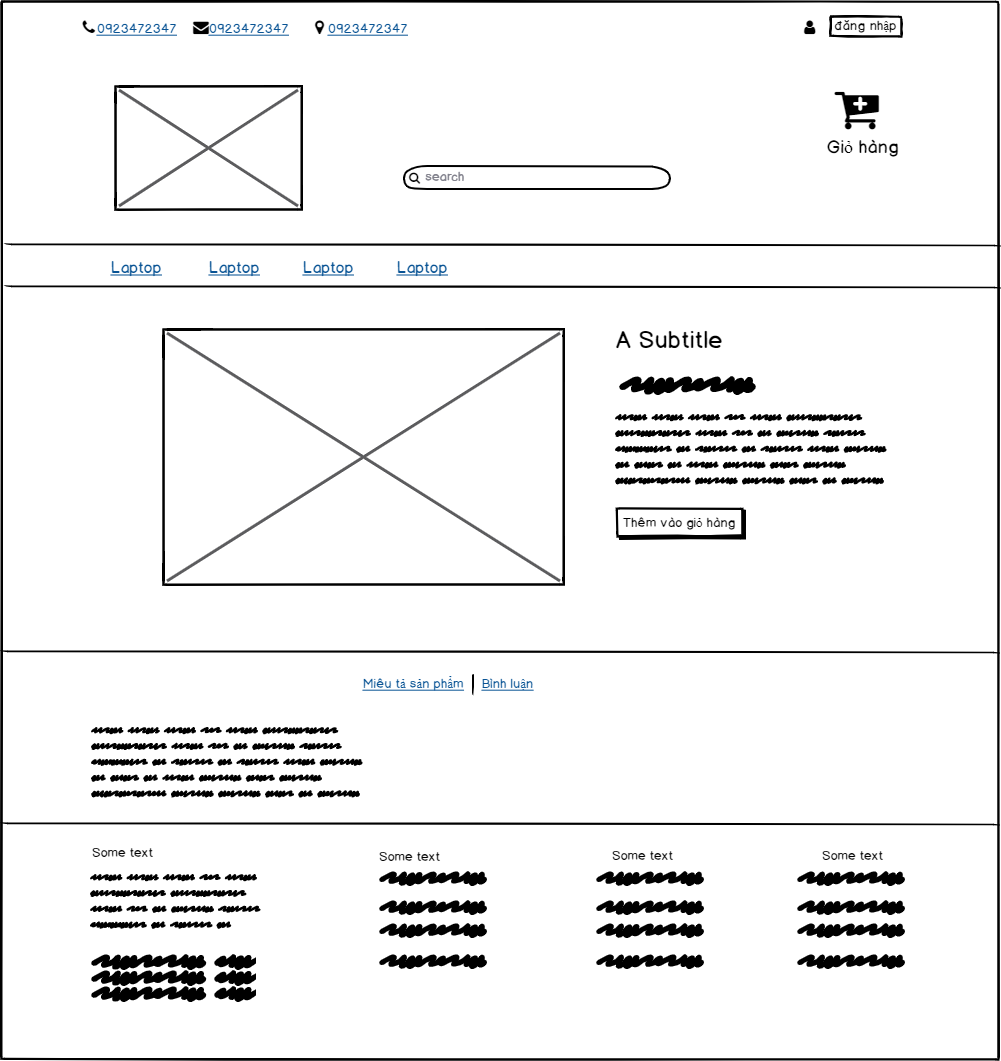 0923472347 0923472347 0923472347 đăng nhập
Giỏ hàng
search
Laptop Laptop Laptop Laptop
A Subtitle
Thêm vào giỏ hàng
Miêu tả sản phẩm Bình luận
Some text Some text Some text Some text